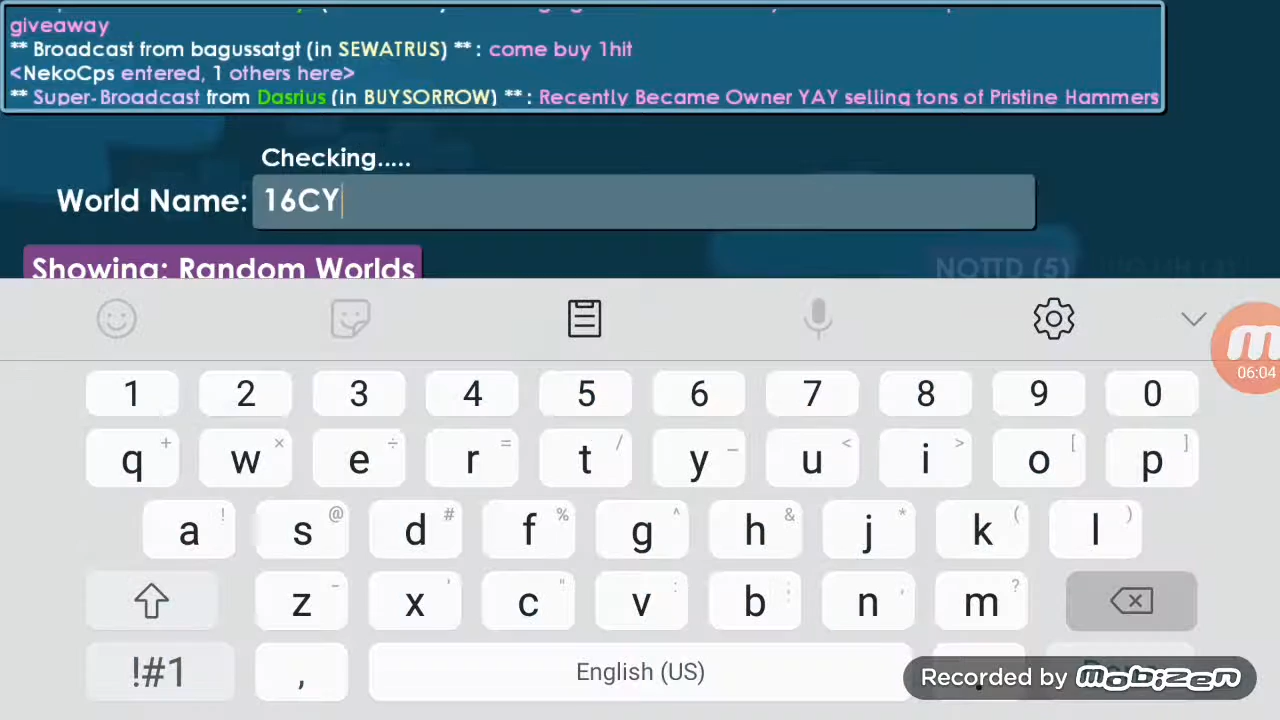 giveaway
** Broadcast from bagussatgt (in SEWATRUS) ** : come buy 1hit
<NekoCps entered, 1 others here>
** Super-Broadcast from Dasrius (in BUYSORROW) ** : Recently Became Owner YAY selling tons of Pristine Hammers
Checking.....
World Name: 16CY
Showing: Random Worlds
NOTTD (5)
06:04
1 2 3 4 5 6 7 8 9 0
q + w × e ÷ r = t / y _ u < i > o [ p ]
a ! s @ d # f % g ^ h & j * k ( l )
z - x ' c " v : b ; n , m ?
!#1 , English (US)
Recorded by mobizen